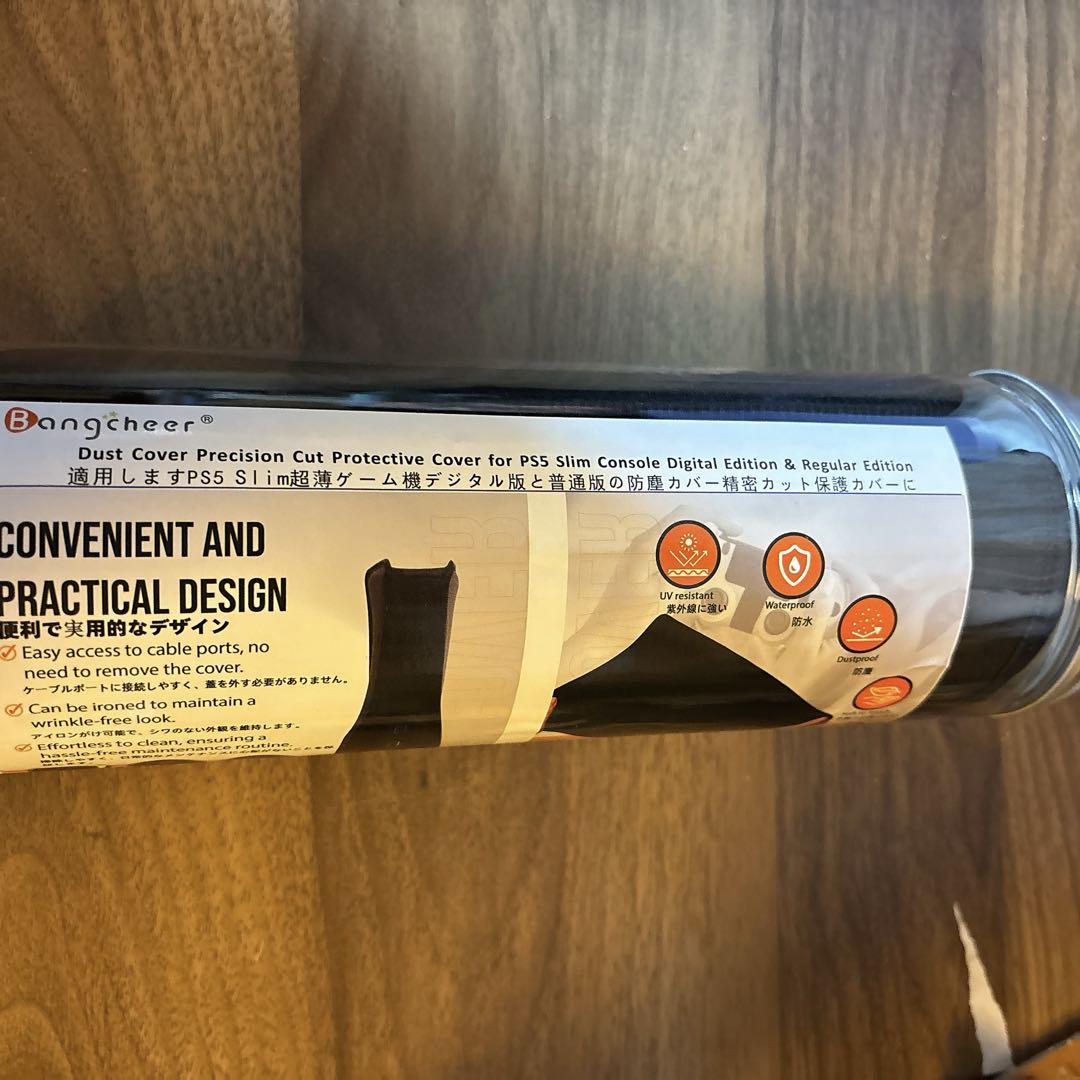 Bangcheer®
Dust Cover Precision Cut Protective Cover for PS5 Slim Console Digital Edition & Regular Edition
適用しますPS5 Slim超薄ゲーム機デジタル版と普通版の防塵カバー精密カット保護カバーに
CONVENIENT AND
PRACTICAL DESIGN
便利で実用的なデザイン
Easy access to cable ports, no
need to remove the cover.
ケーブルポートに接続しやすく、蓋を外す必要がありません。
Can be ironed to maintain a
wrinkle-free look.
アイロンがけ可能で、シワのない外観を維持します。
Effortless to clean, ensuring a
hassle-free maintenance routine.
UV resistant
紫外線に強い
Waterproof
防水
Dustproof
防塵